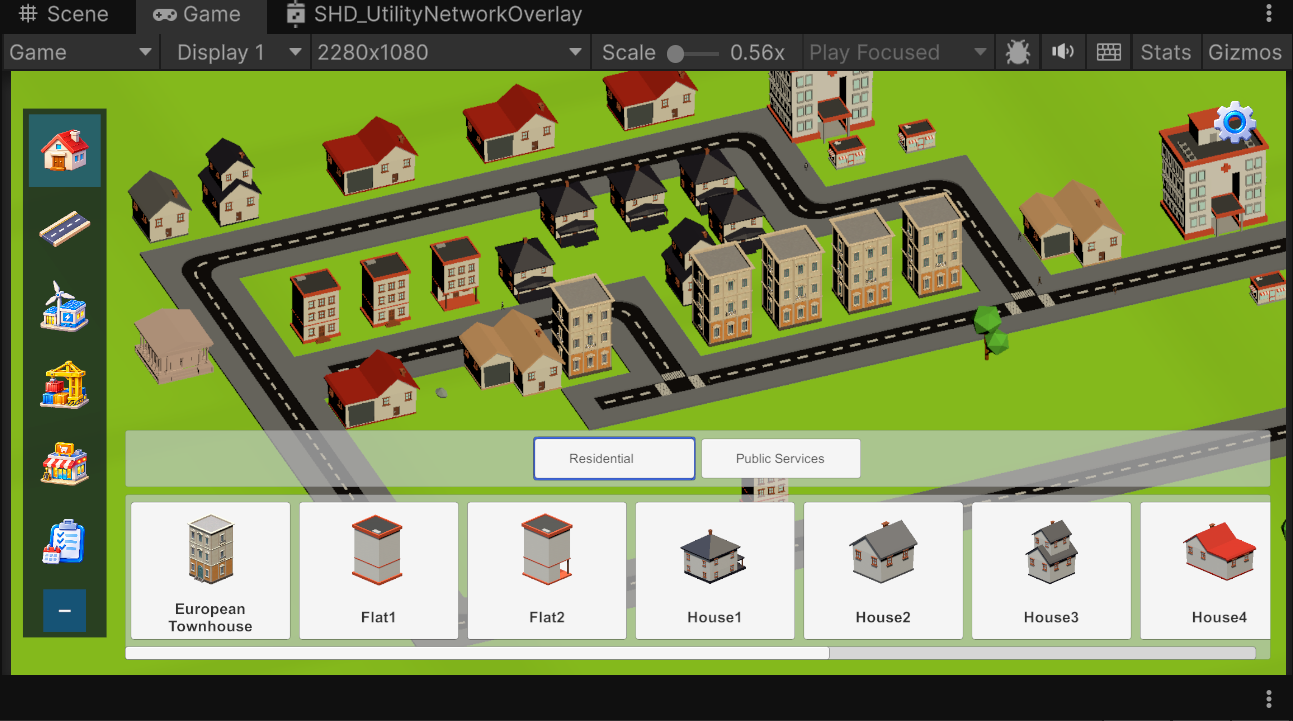 Scene
Game
SHD_UtilityNetworkOverlay
Game
Display 1
2280x1080
Scale
0.56x
Play Focused
Stats
Gizmos
Residential
Public Services
European
Townhouse
Flat1
Flat2
House1
House2
House3
House4